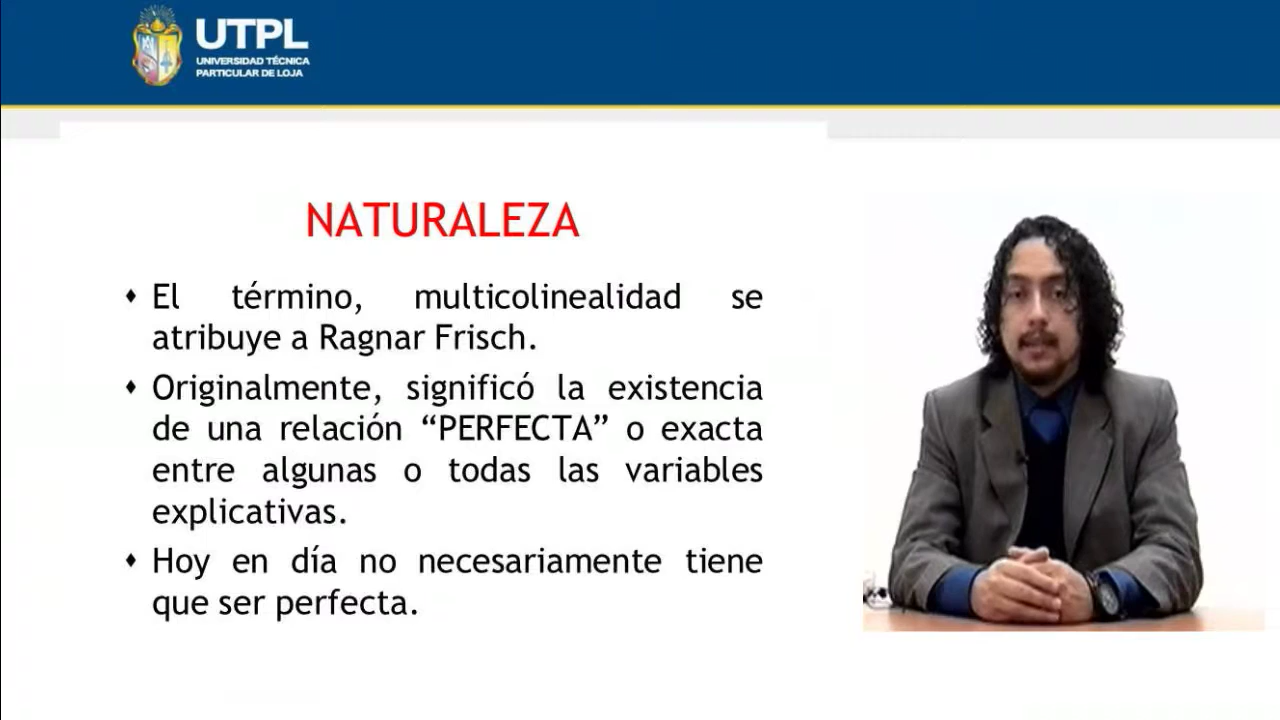 UTPL
UNIVERSIDAD TÉCNICA
PARTICULAR DE LOJA
NATURALEZA
El término, multicolinealidad se
atribuye a Ragnar Frisch.
Originalmente, significó la existencia
de una relación “PERFECTA” o exacta
entre algunas o todas las variables
explicativas.
Hoy en día no necesariamente tiene
que ser perfecta.